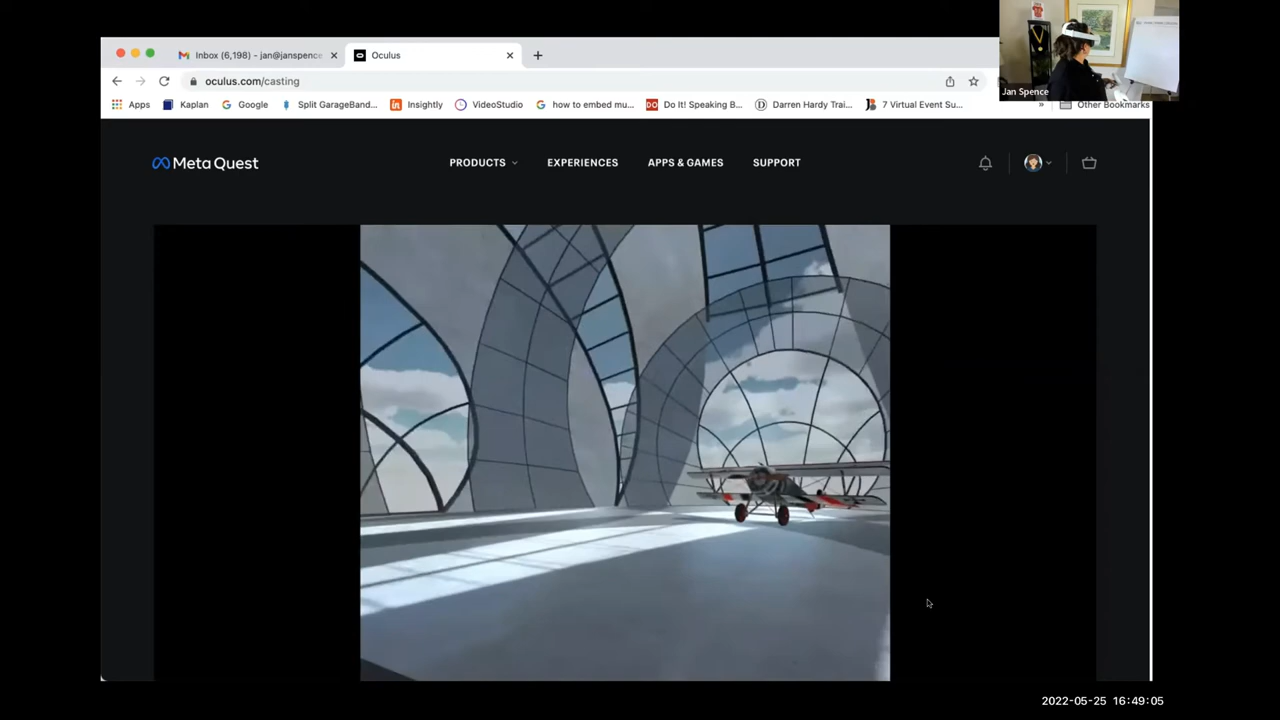 Inbox (6,198) - jan@janspence
Oculus
oculus.com/casting
Apps
Kaplan
Google
Split GarageBand...
Insightly
VideoStudio
how to embed mu...
Do It! Speaking B...
Darren Hardy Trai...
7 Virtual Event Su...
»
Other Bookmarks
Jan Spence
Meta Quest
PRODUCTS
EXPERIENCES
APPS & GAMES
SUPPORT
2022-05-25 16:49:05